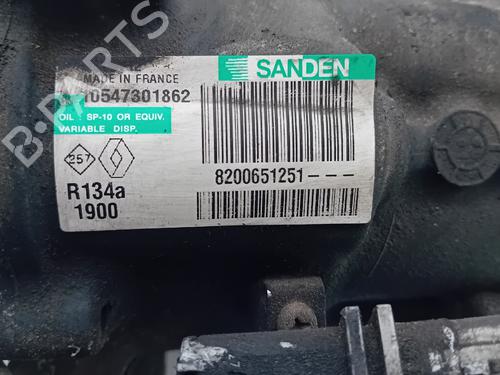 B-PARTS
MADE IN FRANCE
SANDEN
10547301862
OIL : SP-10 OR EQUIV.
VARIABLE DISP.
257
R134a
1900
8200651251---